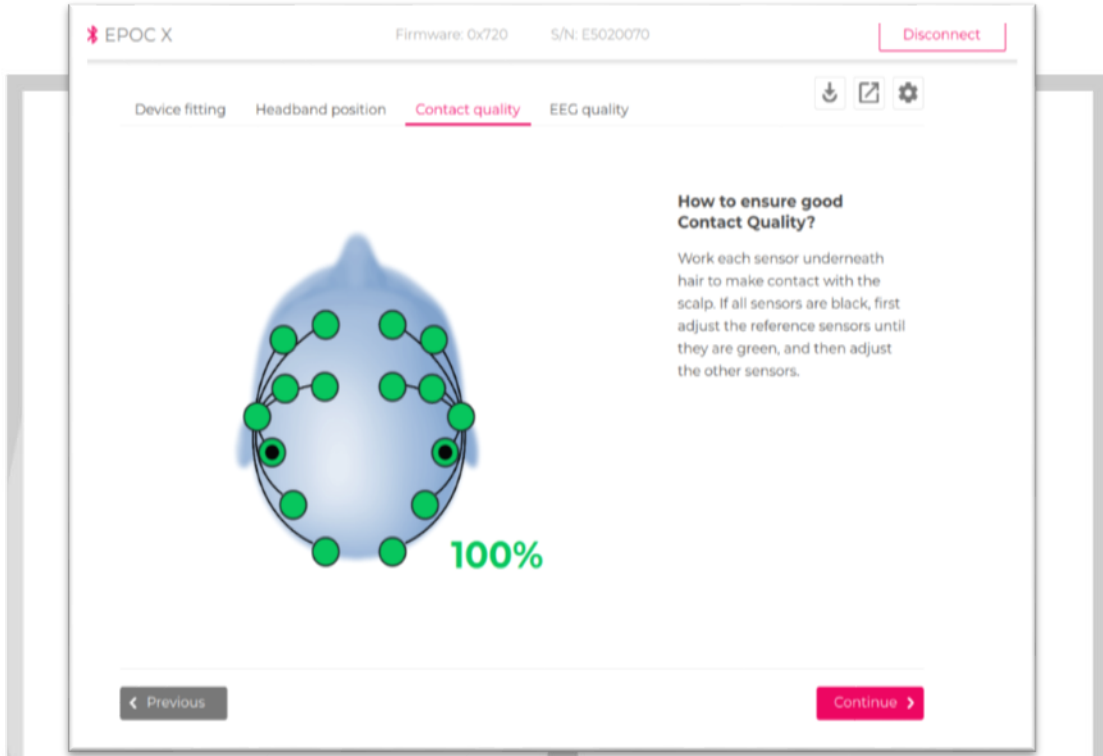 EPOC X
Firmware: 0x720
S/N: E5020070
Disconnect
Device fitting
Headband position
Contact quality
EEG quality
How to ensure good
Contact Quality?
Work each sensor underneath
hair to make contact with the
scalp. If all sensors are black, first
adjust the reference sensors until
they are green, and then adjust
the other sensors.
100%
Previous
Continue